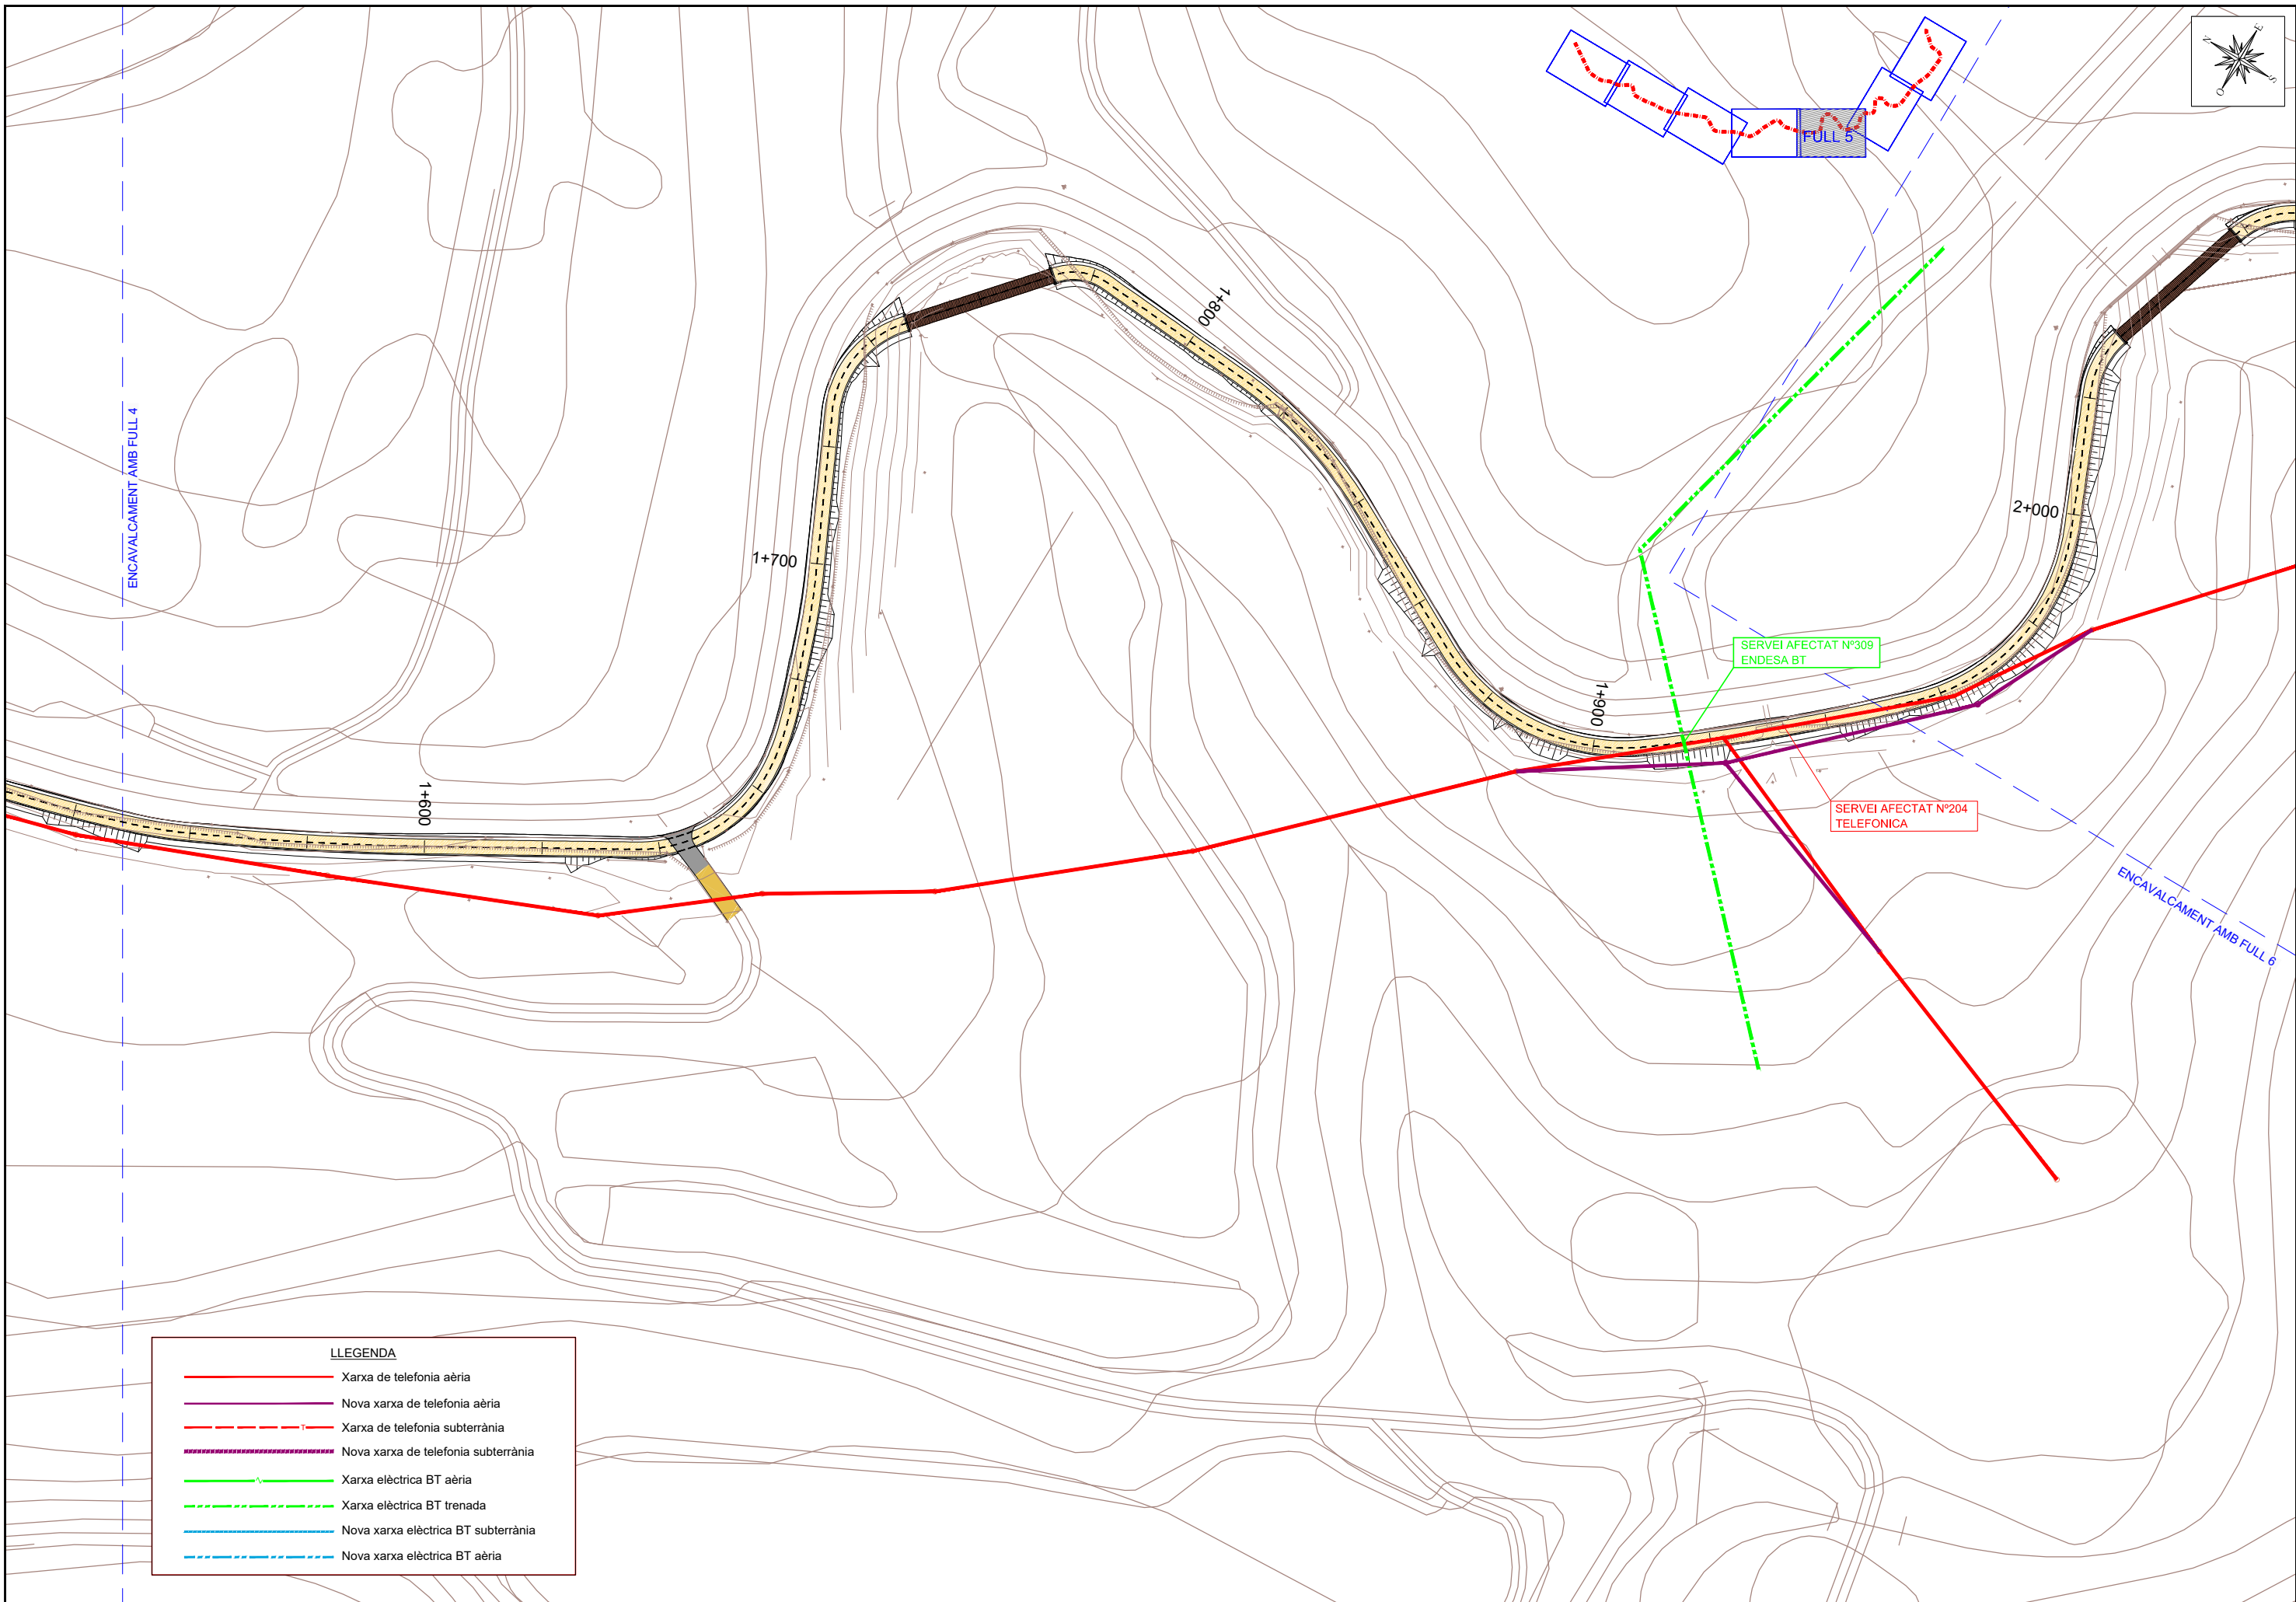 N
E
S
O
FULL 5
1+800
ENCAVALCAMENT AMB FULL 4
2+000
1+700
SERVEI AFECTAT Nº309
ENDESA BT
1+900
1+600
SERVEI AFECTAT Nº204
TELEFONICA
ENCAVALCAMENT AMB FULL 6
LLEGENDA
Xarxa de telefonia aèria
Nova xarxa de telefonia aèria
T
Xarxa de telefonia subterrània
Nova xarxa de telefonia subterrània
Xarxa elèctrica BT aèria
Xarxa elèctrica BT trenada
Nova xarxa elèctrica BT subterrània
Nova xarxa elèctrica BT aèria